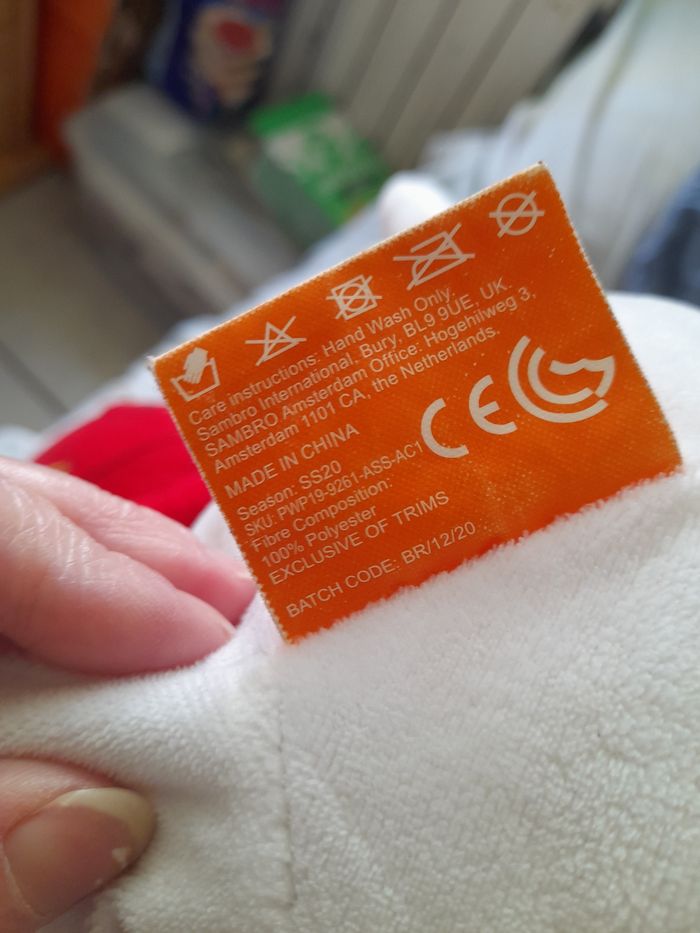 Care instructions: Hand Wash Only
Sambro International. Bury. BL9 9UE, UK.
SAMBRO Amsterdam Office: Hogehilweg 3,
Amsterdam 1101 CA, the Netherlands.
MADE IN CHINA
CE
Season: SS20
SKU: PWP19-9261-ASS-AC1
Fibre Composition:
100% Polyester
EXCLUSIVE OF TRIMS
BATCH CODE: BR/12/20